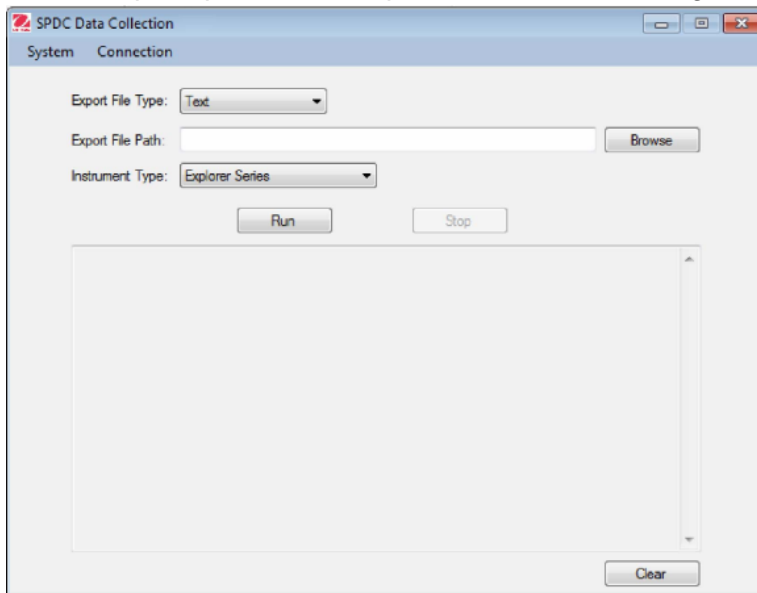 SPDC Data Collection
System Connection
Export File Type: Text
Export File Path: Browse
Instrument Type: Explorer Series
Run Stop
Clear